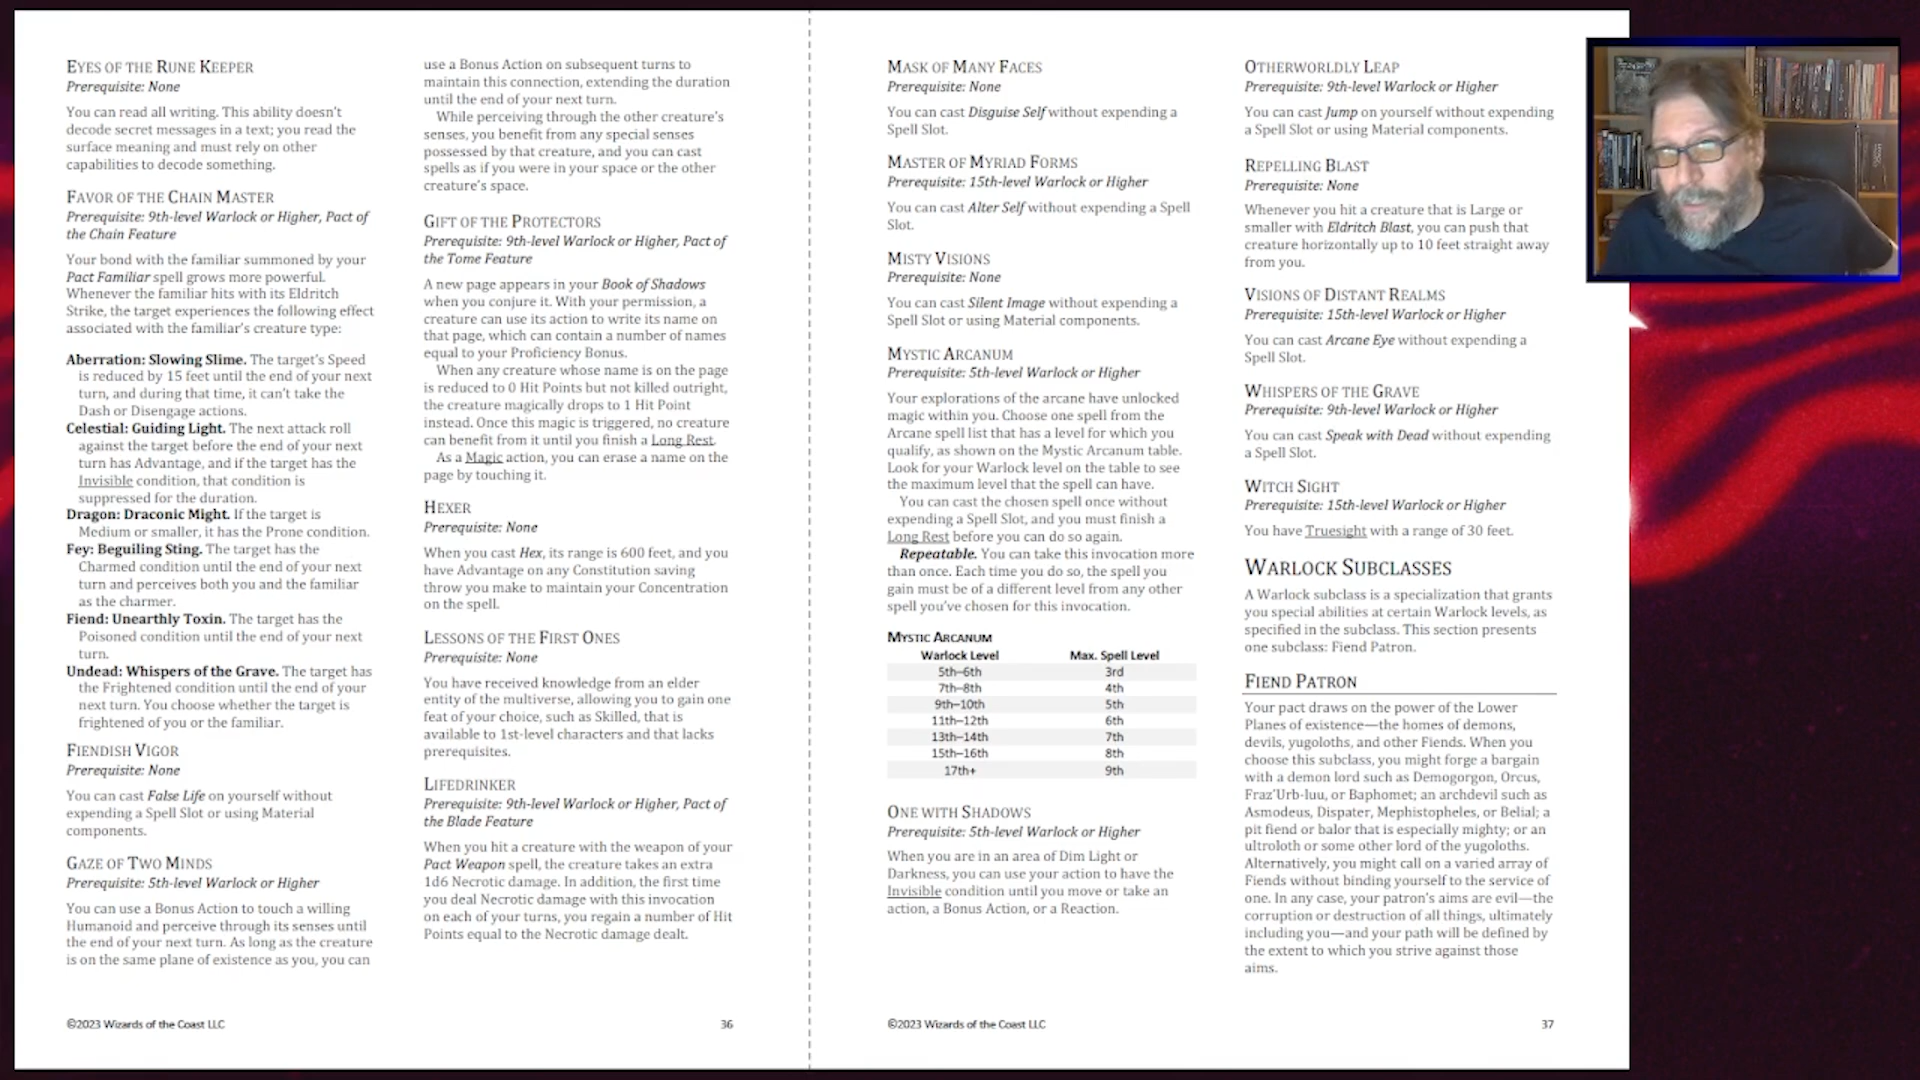 EYES OF THE RUNE KEEPER
Prerequisite: None
You can read all writing. This ability doesn't
decode secret messages in a text; you read the
surface meaning and must rely on other
capabilities to decode something.
FAVOR OF THE CHAIN MASTER
Prerequisite: 9th-level Warlock or Higher, Pact of
the Chain Feature
Your bond with the familiar summoned by your
Pact Familiar spell grows more powerful.
Whenever the familiar hits with its Eldritch
Strike, the target experiences the following effect
associated with the familiar's creature type:
Aberration: Slowing Slime. The target's Speed
is reduced by 15 feet until the end of your next
turn, and during that time, it can't take the
Dash or Disengage actions.
Celestial: Guiding Light. The next attack roll
against the target before the end of your next
turn has Advantage, and if the target has the
Invisible condition, that condition is
suppressed for the duration.
Dragon: Draconic Might. If the target is
Medium or smaller, it has the Prone condition.
Fey: Beguiling Sting. The target has the
Charmed condition until the end of your next
turn and perceives both you and the familiar
as the charmer.
Fiend: Unearthly Toxin. The target has the
Poisoned condition until the end of your next
turn.
Undead: Whispers of the Grave. The target has
the Frightened condition until the end of your
next turn. You choose whether the target is
frightened of you or the familiar.
FIENDISH VIGOR
Prerequisite: None
You can cast False Life on yourself without
expending a Spell Slot or using Material
components.
GAZE OF TWO MINDS
Prerequisite: 5th-level Warlock or Higher
You can use a Bonus Action to touch a willing
Humanoid and perceive through its senses until
the end of your next turn. As long as the creature
is on the same plane of existence as you, you can
use a Bonus Action on subsequent turns to
maintain this connection, extending the duration
until the end of your next turn.
While perceiving through the other creature's
senses, you benefit from any special senses
possessed by that creature, and you can cast
spells as if you were in your space or the other
creature's space.
GIFT OF THE PROTECTORS
Prerequisite: 9th-level Warlock or Higher, Pact of
the Tome Feature
A new page appears in your Book of Shadows
when you conjure it. With your permission, a
creature can use its action to write its name on
that page, which can contain a number of names
equal to your Proficiency Bonus.
When any creature whose name is on the page
is reduced to 0 Hit Points but not killed outright,
the creature magically drops to 1 Hit Point
instead. Once this magic is triggered, no creature
can benefit from it until you finish a Long Rest.
As a Magic action, you can erase a name on the
page by touching it.
HEXER
Prerequisite: None
When you cast Hex, its range is 600 feet, and you
have Advantage on any Constitution saving
throw you make to maintain your Concentration
on the spell.
LESSONS OF THE FIRST ONES
Prerequisite: None
You have received knowledge from an elder
entity of the multiverse, allowing you to gain one
feat of your choice, such as Skilled, that is
available to 1st-level characters and that lacks
prerequisites.
LIFEDRINKER
Prerequisite: 9th-level Warlock or Higher, Pact of
the Blade Feature
When you hit a creature with the weapon of your
Pact Weapon spell, the creature takes an extra
1d6 Necrotic damage. In addition, the first time
you deal Necrotic damage with this invocation
on each of your turns, you regain a number of Hit
Points equal to the Necrotic damage dealt.
©2023 Wizards of the Coast LLC
36
MASK OF MANY FACES
Prerequisite: None
You can cast Disguise Self without expending a
Spell Slot.
MASTER OF MYRIAD FORMS
Prerequisite: 15th-level Warlock or Higher
You can cast Alter Self without expending a Spell
Slot.
MISTY VISIONS
Prerequisite: None
You can cast Silent Image without expending a
Spell Slot or using Material components.
MYSTIC ARCANUM
Prerequisite: 5th-level Warlock or Higher
Your explorations of the arcane have unlocked
magic within you. Choose one spell from the
Arcane spell list that has a level for which you
qualify, as shown on the Mystic Arcanum table.
Look for your Warlock level on the table to see
the maximum level that the spell can have.
You can cast the chosen spell once without
expending a Spell Slot, and you must finish a
Long Rest before you can do so again.
Repeatable. You can take this invocation more
than once. Each time you do so, the spell you
gain must be of a different level from any other
spell you've chosen for this invocation.
MYSTIC ARCANUM
Warlock Level Max. Spell Level
5th–6th 3rd
7th–8th 4th
9th–10th 5th
11th–12th 6th
13th–14th 7th
15th–16th 8th
17th+ 9th
ONE WITH SHADOWS
Prerequisite: 5th-level Warlock or Higher
When you are in an area of Dim Light or
Darkness, you can use your action to have the
Invisible condition until you move or take an
action, a Bonus Action, or a Reaction.
OTHERWORLDLY LEAP
Prerequisite: 9th-level Warlock or Higher
You can cast Jump on yourself without expending
a Spell Slot or using Material components.
REPELLING BLAST
Prerequisite: None
Whenever you hit a creature that is Large or
smaller with Eldritch Blast, you can push that
creature horizontally up to 10 feet straight away
from you.
VISIONS OF DISTANT REALMS
Prerequisite: 15th-level Warlock or Higher
You can cast Arcane Eye without expending a
Spell Slot.
WHISPERS OF THE GRAVE
Prerequisite: 9th-level Warlock or Higher
You can cast Speak with Dead without expending
a Spell Slot.
WITCH SIGHT
Prerequisite: 15th-level Warlock or Higher
You have Truesight with a range of 30 feet.
WARLOCK SUBCLASSES
A Warlock subclass is a specialization that grants
you special abilities at certain Warlock levels, as
specified in the subclass. This section presents
one subclass: Fiend Patron.
FIEND PATRON
Your pact draws on the power of the Lower
Planes of existence—the homes of demons,
devils, yugoloths, and other Fiends. When you
choose this subclass, you might forge a bargain
with a demon lord such as Demogorgon, Orcus,
Fraz'Urb-luu, or Baphomet; an archdevil such as
Asmodeus, Dispater, Mephistopheles, or Belial; a
pit fiend or balor that is especially mighty; or an
ultroloth or some other lord of the yugoloths.
Alternatively, you might call on a varied array of
Fiends without binding yourself to the service of
one. In any case, your patron's aims are evil—the
corruption or destruction of all things, ultimately
including you—and your path will be defined by
the extent to which you strive against those
aims.
©2023 Wizards of the Coast LLC
37